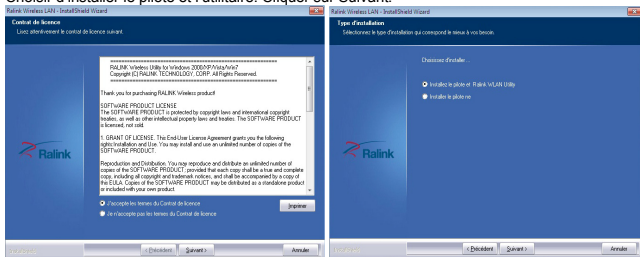 Choisir d'installer le pilote et l'utilitaire. Cliquer sur Suivant.
Ralink Wireless LAN - InstallShield Wizard
Contrat de licence
Lisez attentivement le contrat de licence suivant.
RALINK Wireless Utility for Windows 2000/XP/Vista/Win7
Copyright (C) RALINK TECHNOLOGY, CORP. All Rights Reserved.
Thank you for purchasing RALINK Wireless product!
SOFTWARE PRODUCT LICENSE
The SOFTWARE PRODUCT is protected by copyright laws and international copyright
treaties, as well as other intellectual property laws and treaties. The SOFTWARE PRODUCT
is licensed, not sold.
1. GRANT OF LICENSE. This End-User License Agreement grants you the following
rights:Installation and Use. You may install and use an unlimited number of copies of the
SOFTWARE PRODUCT.
Reproduction and Distribution. You may reproduce and distribute an unlimited number of
copies of the SOFTWARE PRODUCT; provided that each copy shall be a true and complete
copy, including all copyright and trademark notices, and shall be accompanied by a copy of
this EULA. Copies of the SOFTWARE PRODUCT may be distributed as a standalone product
or included with your own product.
Ralink
J'accepte les termes du Contrat de licence
Je n'accepte pas les termes du Contrat de licence
Imprimer
InstallShield
< Précédent
Suivant >
Annuler
Ralink Wireless LAN - InstallShield Wizard
Type d'installation
Sélectionnez le type d'installation qui correspond le mieux à vos besoin.
Choisissez d'installer ...
Installez le pilote et Ralink WLAN Utility
Installer le pilote ne
Ralink
InstallShield
< Précédent
Suivant >
Annuler